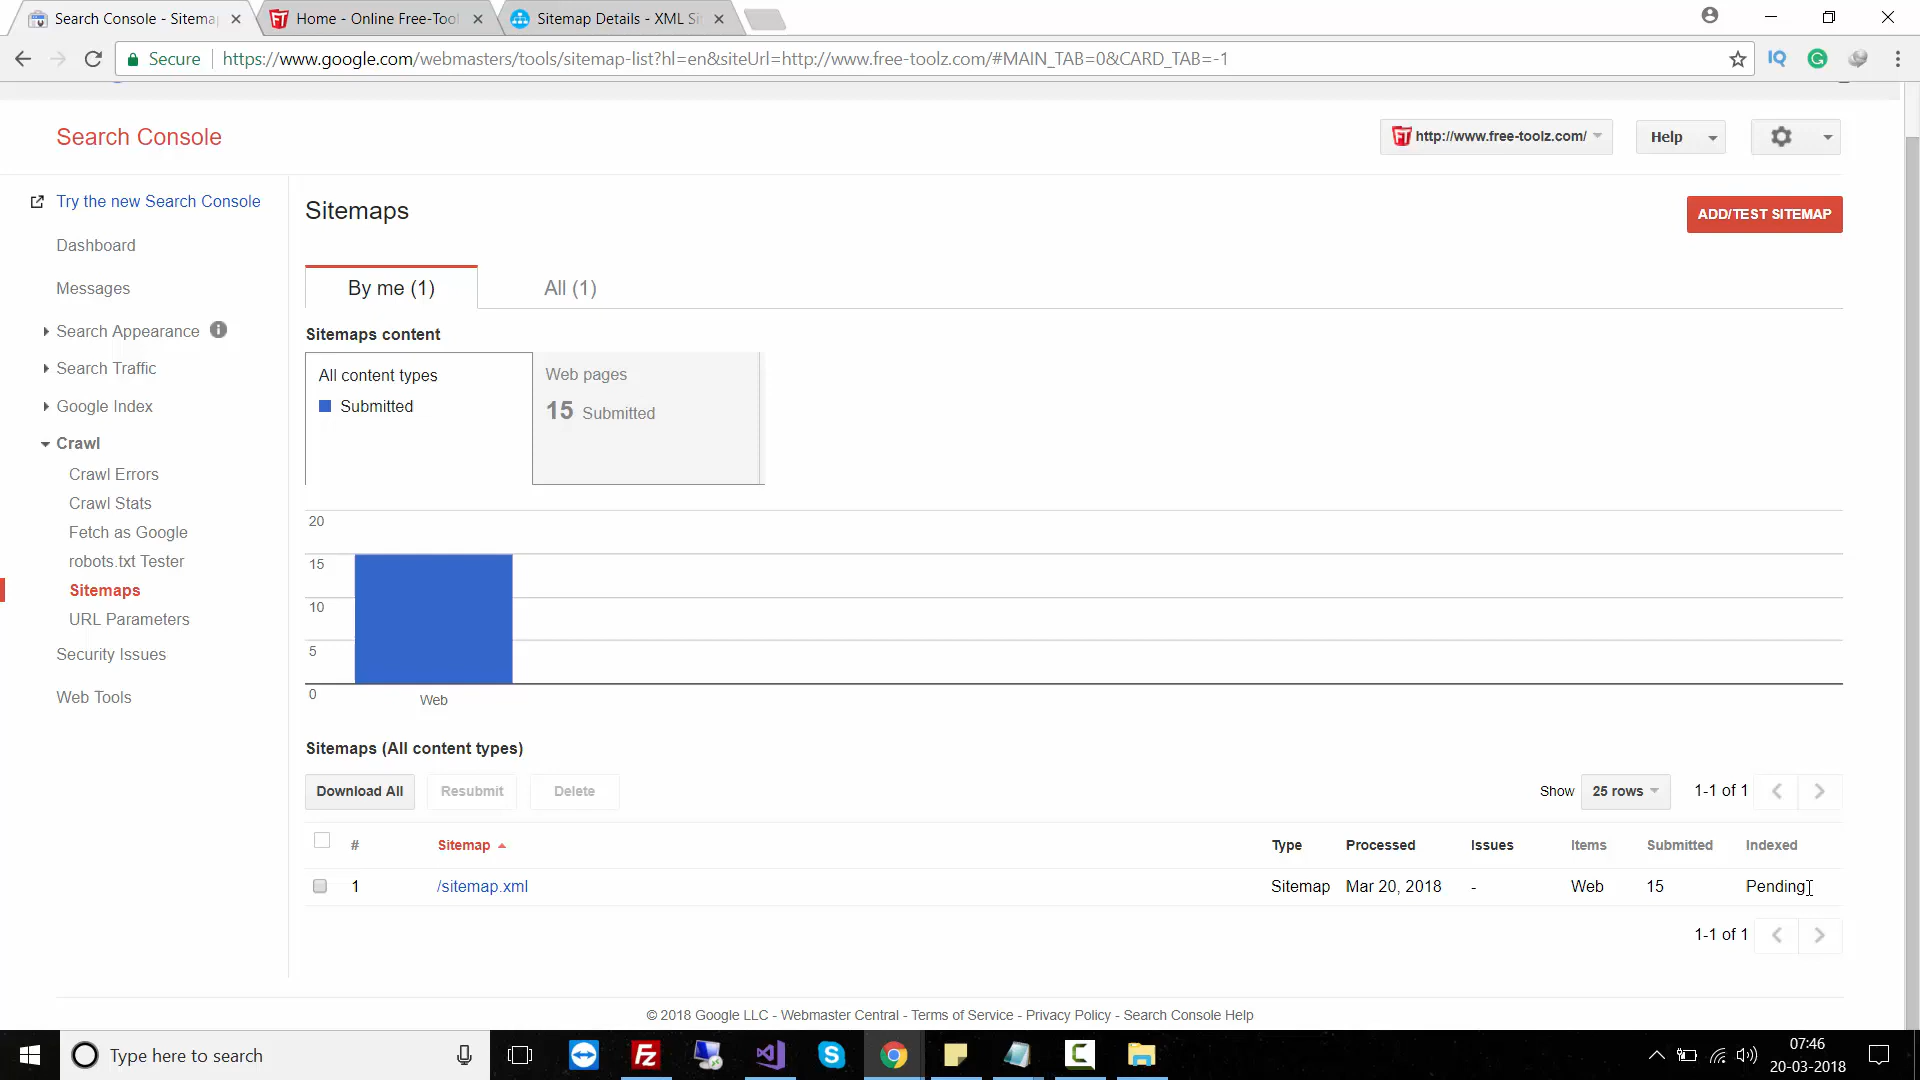 Search Console - Sitema
Home - Online Free-Tool
Sitemap Details - XML Si
Secure
https://www.google.com/webmasters/tools/sitemap-list?hl=en&siteUrl=http://www.free-toolz.com/#MAIN_TAB=0&CARD_TAB=-1
IQ
G
Search Console
FT http://www.free-toolz.com/
Help
Try the new Search Console
Dashboard
Messages
Search Appearance
Search Traffic
Google Index
Crawl
Crawl Errors
Crawl Stats
Fetch as Google
robots.txt Tester
Sitemaps
URL Parameters
Security Issues
Web Tools
Sitemaps
ADD/TEST SITEMAP
By me (1)
All (1)
Sitemaps content
All content types
Submitted
Web pages
15 Submitted
20
15
10
5
0
Web
Sitemaps (All content types)
Download All
Resubmit
Delete
Show
25 rows
1-1 of 1
# Sitemap Type Processed Issues Items Submitted Indexed
1 /sitemap.xml Sitemap Mar 20, 2018 - Web 15 Pending
1-1 of 1
© 2018 Google LLC - Webmaster Central - Terms of Service - Privacy Policy - Search Console Help
Type here to search
07:46
20-03-2018